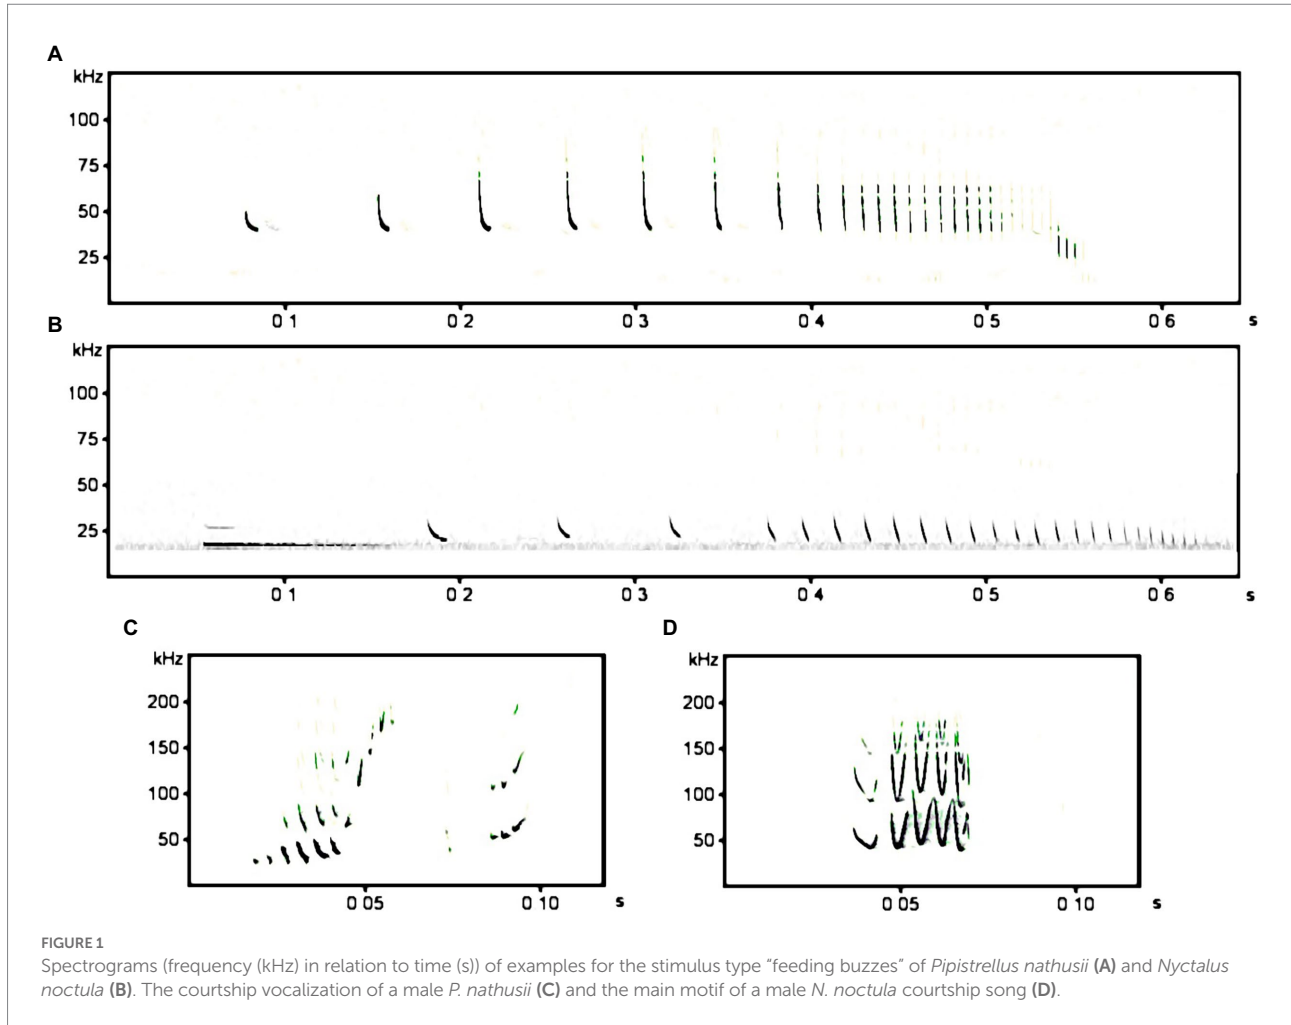 A
kHz
100
75
50
25
0 1 0 2 0 3 0 4 0 5 0 6 s
B
kHz
100
75
50
25
0 1 0 2 0 3 0 4 0 5 0 6 s
C
kHz
200
150
100
50
0 05 0 10 s
D
kHz
200
150
100
50
0 05 0 10 s
FIGURE 1
Spectrograms (frequency (kHz) in relation to time (s)) of examples for the stimulus type "feeding buzzes" of Pipistrellus nathusii (A) and Nyctalus
noctula (B). The courtship vocalization of a male P. nathusii (C) and the main motif of a male N. noctula courtship song (D).